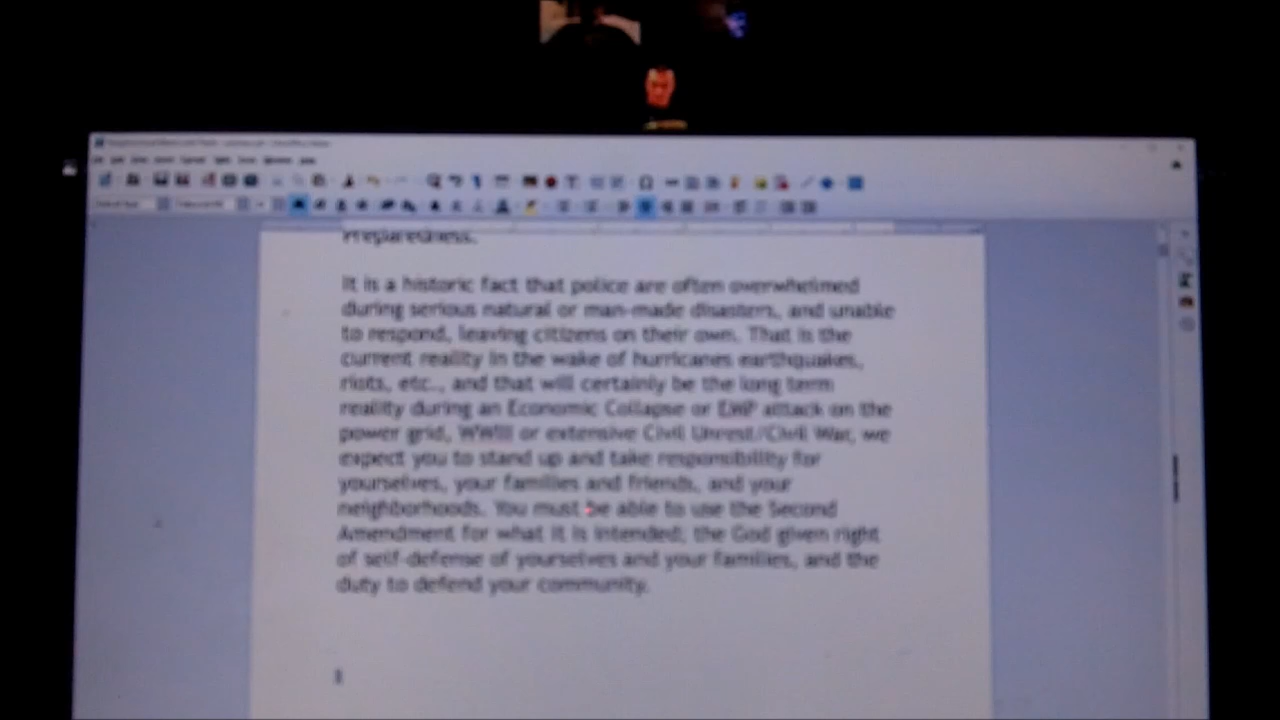 Preparedness.
It is a historic fact that police are often overwhelmed
during serious natural or man-made disasters, and unable
to respond, leaving citizens on their own. That is the
current reality in the wake of hurricanes earthquakes,
riots, etc., and that will certainly be the long term
reality during an Economic Collapse or EMP attack on the
power grid, WWIII or extensive Civil Unrest/Civil War, we
expect you to stand up and take responsibility for
yourselves, your families and friends, and your
neighborhoods. You must be able to use the Second
Amendment for what it is intended; the God given right
of self-defense of yourselves and your families, and the
duty to defend your community.